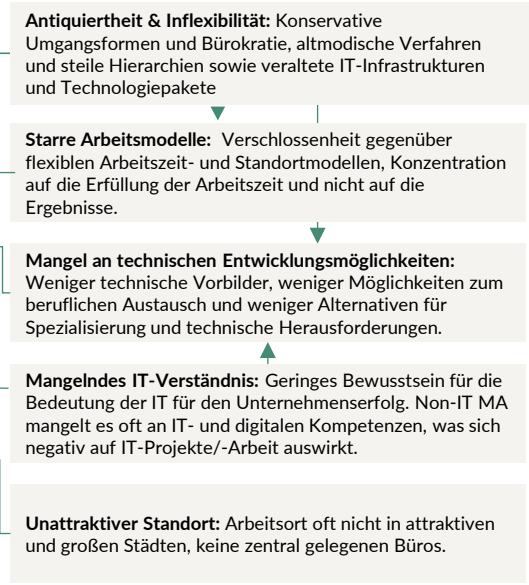 Antiquiertheit & Inflexibilität: Konservative
Umgangsformen und Bürokratie, altmodische Verfahren
und steile Hierarchien sowie veraltete IT-Infrastrukturen
und Technologiepakete
Starre Arbeitsmodelle: Verschlossenheit gegenüber
flexiblen Arbeitszeit- und Standortmodellen, Konzentration
auf die Erfüllung der Arbeitszeit und nicht auf die
Ergebnisse.
Mangel an technischen Entwicklungsmöglichkeiten:
Weniger technische Vorbilder, weniger Möglichkeiten zum
beruflichen Austausch und weniger Alternativen für
Spezialisierung und technische Herausforderungen.
Mangelndes IT-Verständnis: Geringes Bewusstsein für die
Bedeutung der IT für den Unternehmenserfolg. Non-IT MA
mangelt es oft an IT- und digitalen Kompetenzen, was sich
negativ auf IT-Projekte/-Arbeit auswirkt.
Unattraktiver Standort: Arbeitsort oft nicht in attraktiven
und großen Städten, keine zentral gelegenen Büros.